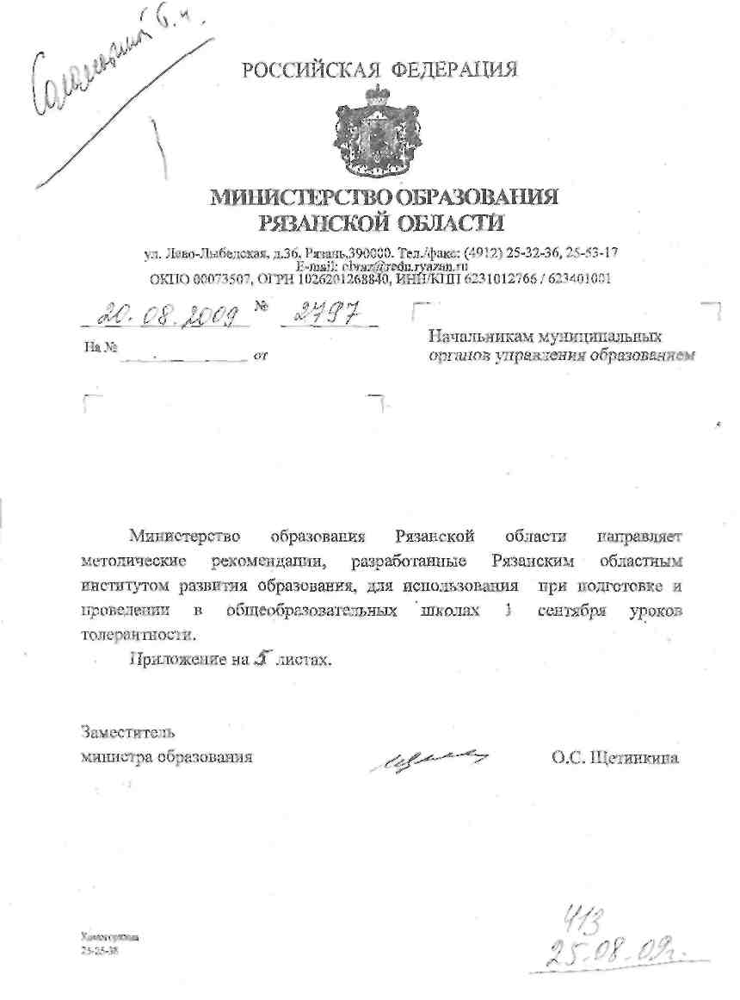 РОССИЙСКАЯ ФЕДЕРАЦИЯ
МИНИСТЕРСТВО ОБРАЗОВАНИЯ
РЯЗАНСКОЙ ОБЛАСТИ
ул. Лево-Лыбедская, д.36, Рязань,390000. Тел./факс: (4912) 25-32-36, 25-53-17
E-mail: obraz@redu.ryazan.ru
ОКПО 00073507, ОГРН 1026201268840, ИНН/КПП 6231012766 / 623401001
20.08.2009 № 2797
На № от
Начальникам муниципальных
органов управления образованием
Министерство образования Рязанской области направляет
методические рекомендации, разработанные Рязанским областным
институтом развития образования, для использования при подготовке и
проведении в общеобразовательных школах 1 сентября уроков
толерантности.
Приложение на 5 листах.
Заместитель
министра образования О.С. Щетинкина
25-25-38
413
25.08.09г.